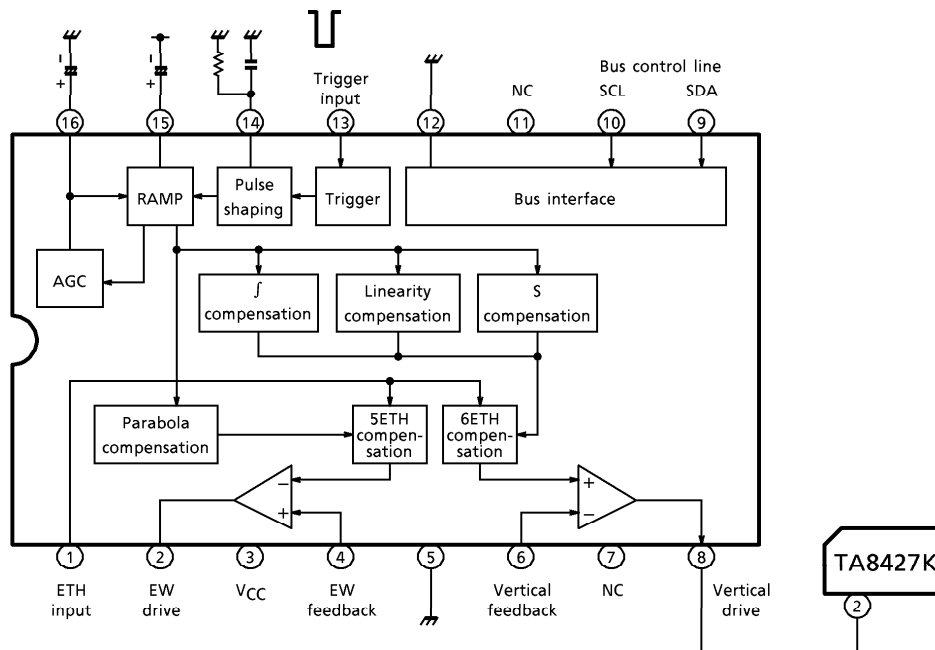 Trigger
input
Bus control line
NC
SCL
SDA
16
15
14
13
12
11
10
9
RAMP
Pulse
shaping
Trigger
Bus interface
AGC
∫
compensation
Linearity
compensation
S
compensation
Parabola
compensation
5ETH
compen-
sation
6ETH
compen-
sation
1
2
3
4
5
6
7
8
ETH
input
EW
drive
VCC
EW
feedback
Vertical
feedback
NC
Vertical
drive
TA8427K
2